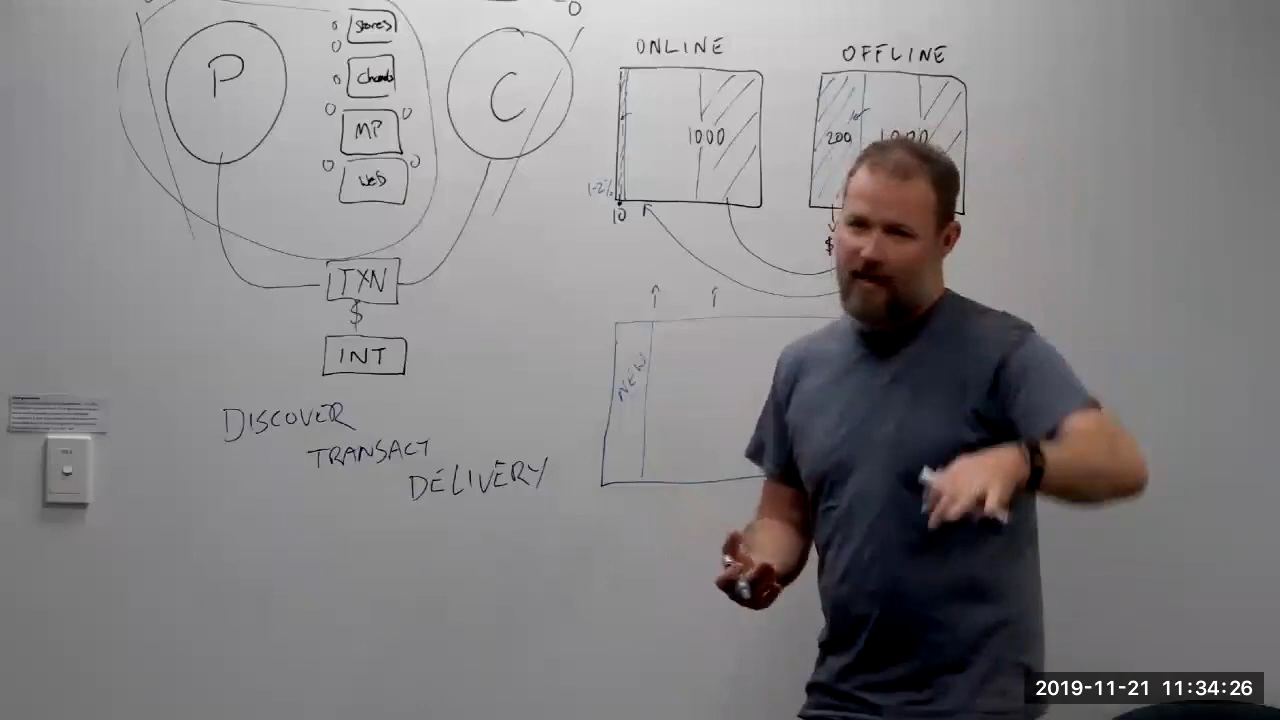 P
Stores
MP
Web
C
TXN
$
INT
DISCOVER
TRANSACT
DELIVERY
ONLINE
1000
1-2%
10
OFFLINE
200
$
NEW
2019-11-21 11:34:26